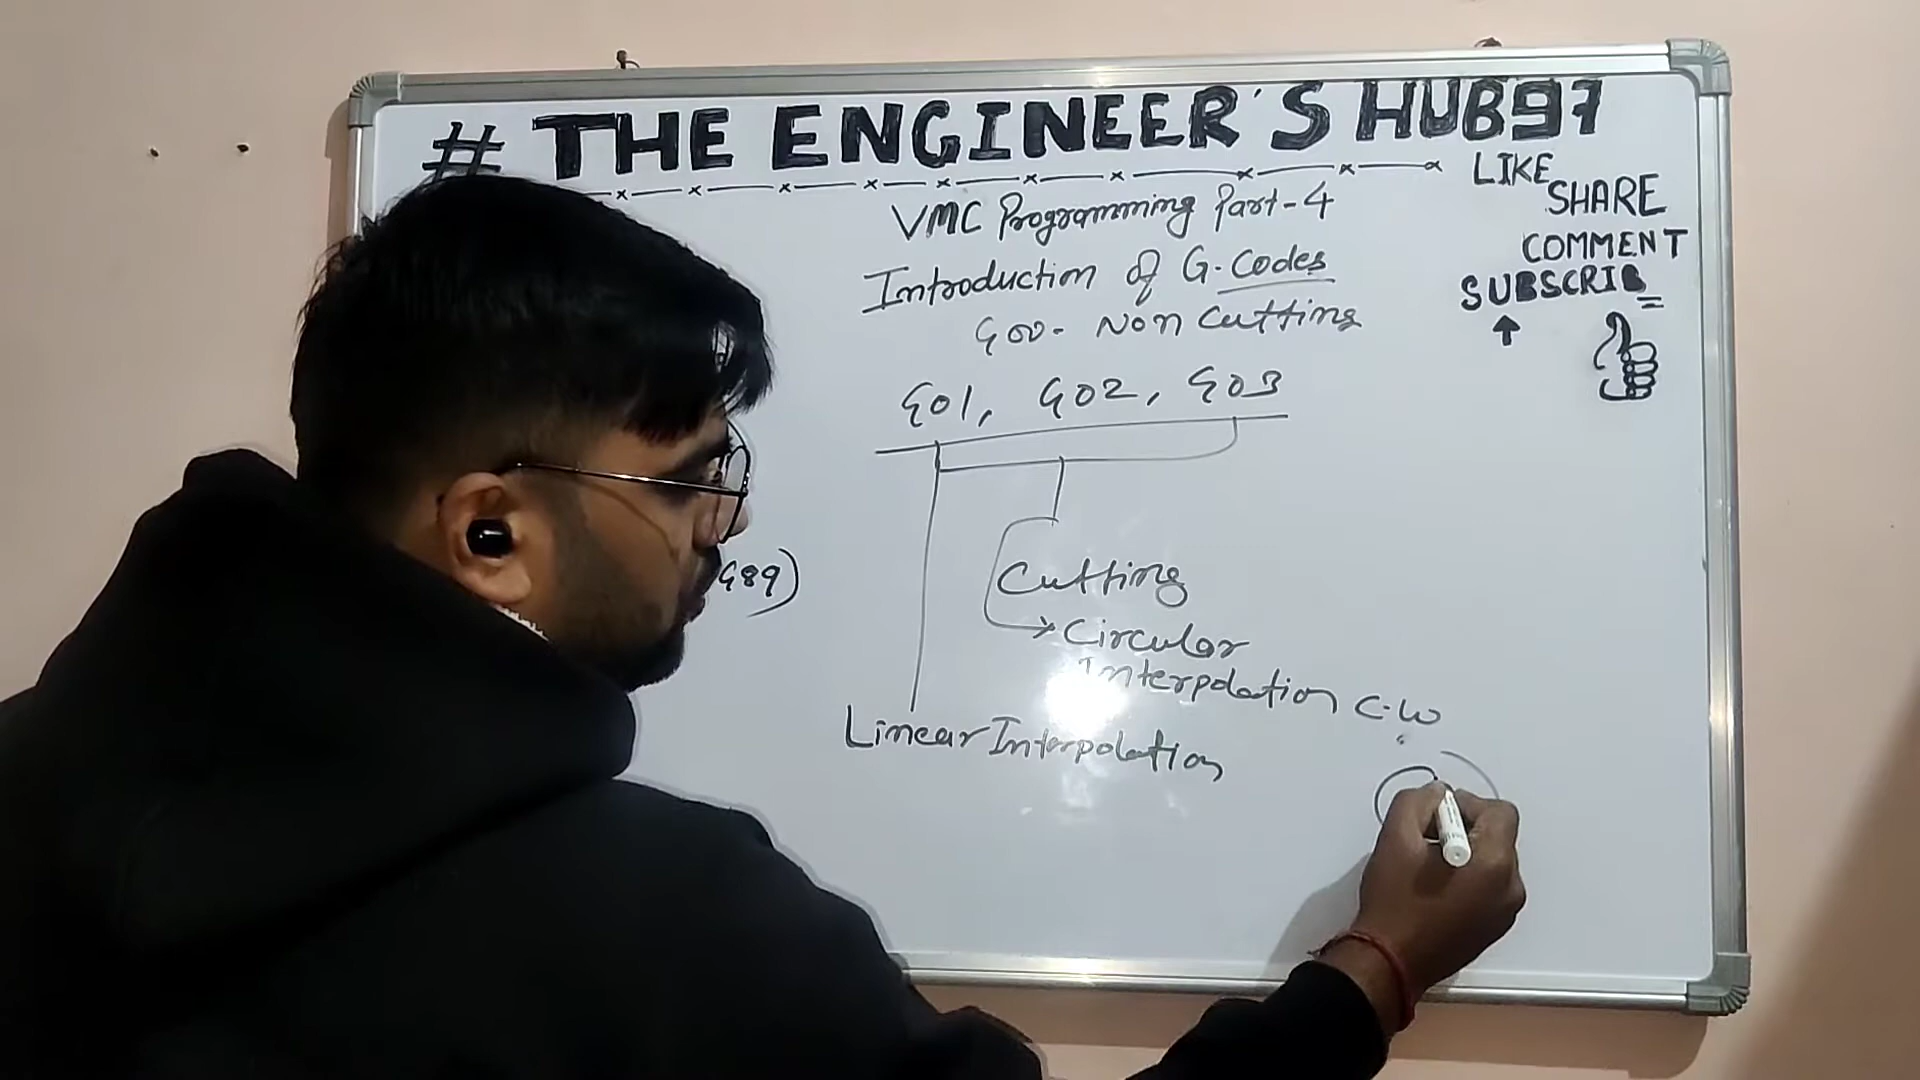 # THE ENGINEER'S HUB97
LIKE
SHARE
COMMENT
SUBSCRIB
VMC Programming Part-4
Introduction of G-Codes
G00- Non Cutting
G01, G02, G03
G89)
Cutting
Circular
Interpolation C.W
Linear Interpolation